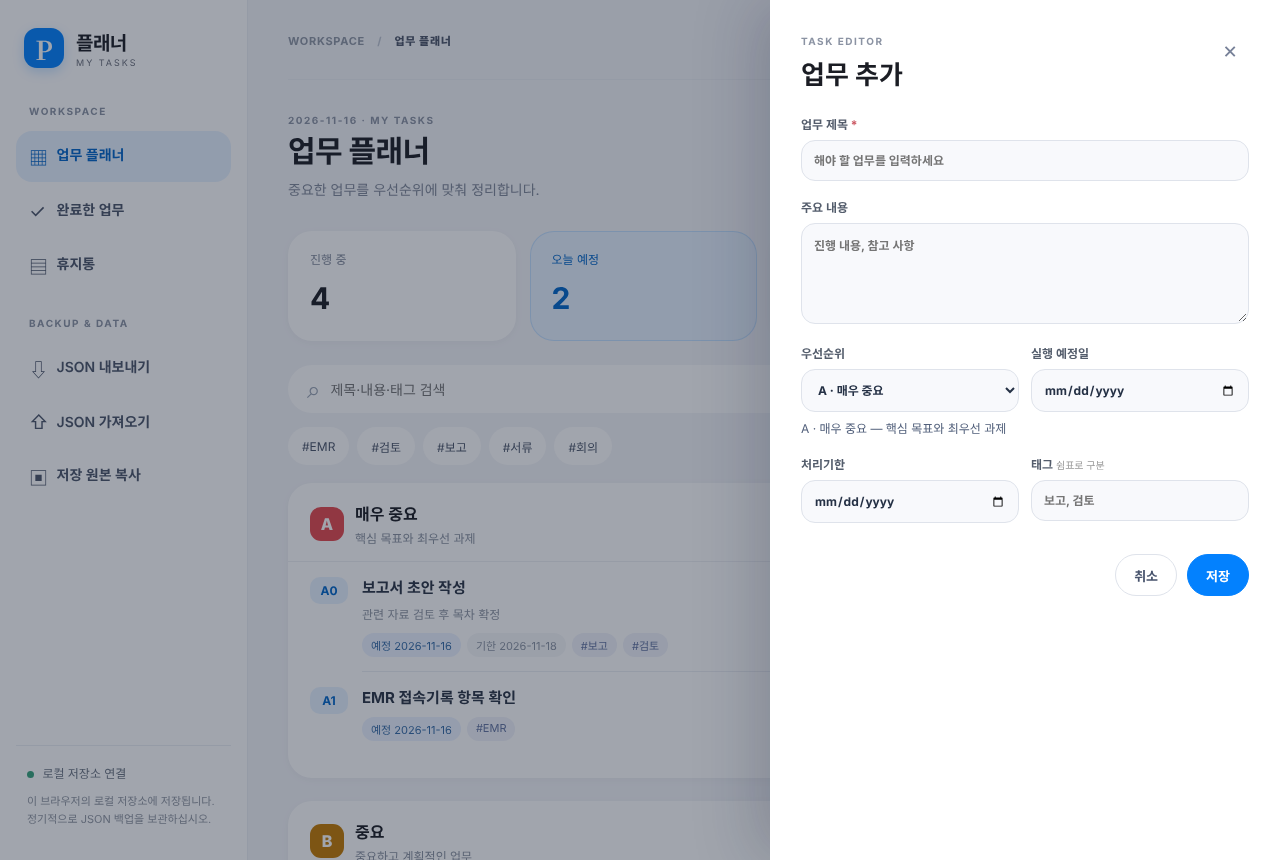 P
플래너
MY TASKS
WORKSPACE
업무 플래너
완료한 업무
휴지통
BACKUP & DATA
JSON 내보내기
JSON 가져오기
저장 원본 복사
로컬 저장소 연결
이 브라우저의 로컬 저장소에 저장됩니다.
정기적으로 JSON 백업을 보관하십시오.
WORKSPACE / 업무 플래너
2026-11-16 · MY TASKS
업무 플래너
중요한 업무를 우선순위에 맞춰 정리합니다.
진행 중
4
오늘 예정
2
제목·내용·태그 검색
#EMR #검토 #보고 #서류 #회의
A
매우 중요
핵심 목표와 최우선 과제
A0 보고서 초안 작성
관련 자료 검토 후 목차 확정
예정 2026-11-16 기한 2026-11-18 #보고 #검토
A1 EMR 접속기록 항목 확인
예정 2026-11-16 #EMR
B
중요
중요하고 계획적인 업무
TASK EDITOR
업무 추가
업무 제목 *
해야 할 업무를 입력하세요
주요 내용
진행 내용, 참고 사항
우선순위 실행 예정일
A · 매우 중요 mm/dd/yyyy
A · 매우 중요 — 핵심 목표와 최우선 과제
처리기한 태그 쉼표로 구분
mm/dd/yyyy 보고, 검토
취소 저장